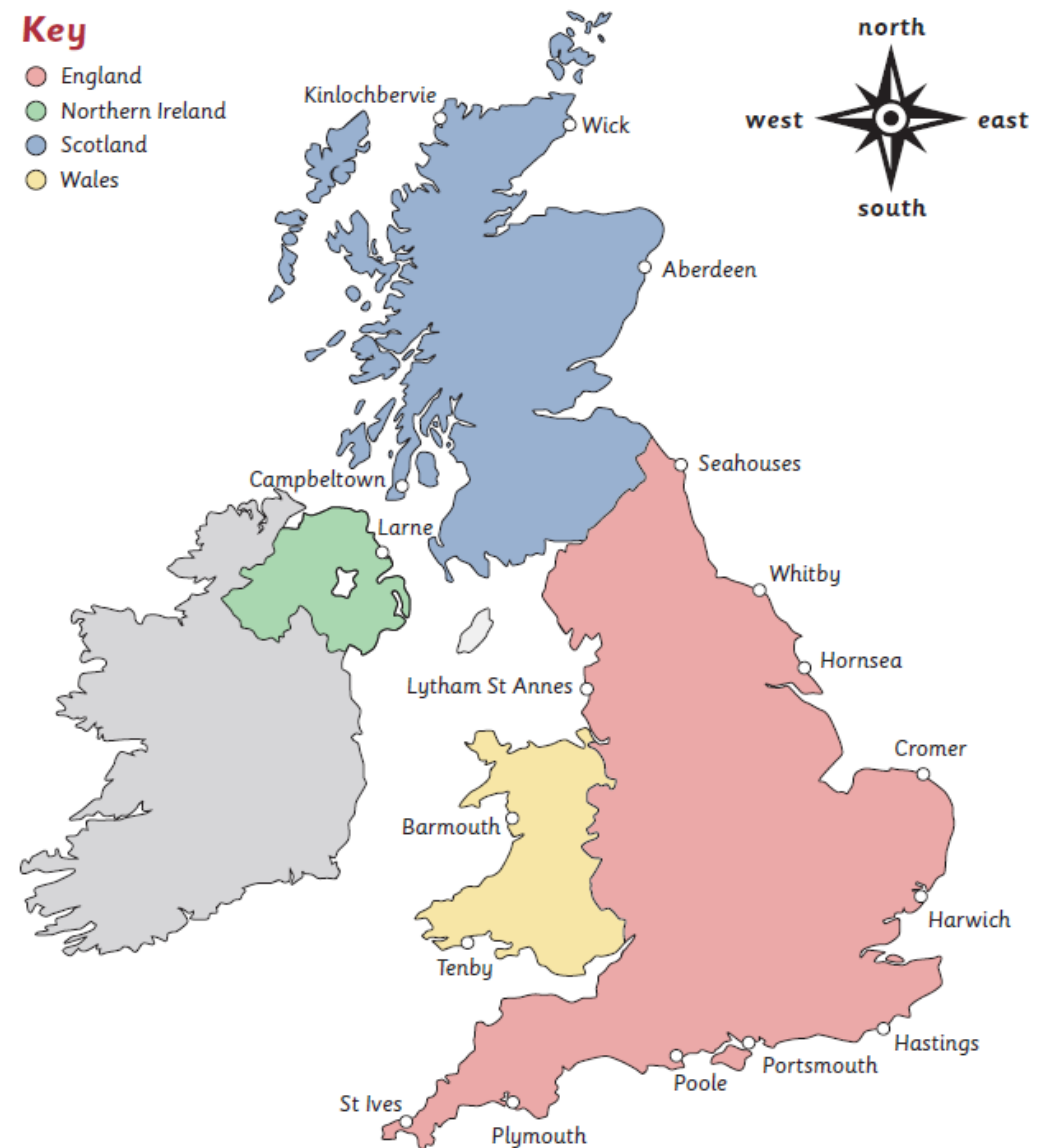 Key
England
Northern Ireland
Scotland
Wales
north
west
east
south
Kinlochbervie
Wick
Aberdeen
Campbeltown
Seahouses
Larne
Whitby
Hornsea
Lytham St Annes
Cromer
Barmouth
Harwich
Tenby
Hastings
Portsmouth
Poole
St Ives
Plymouth